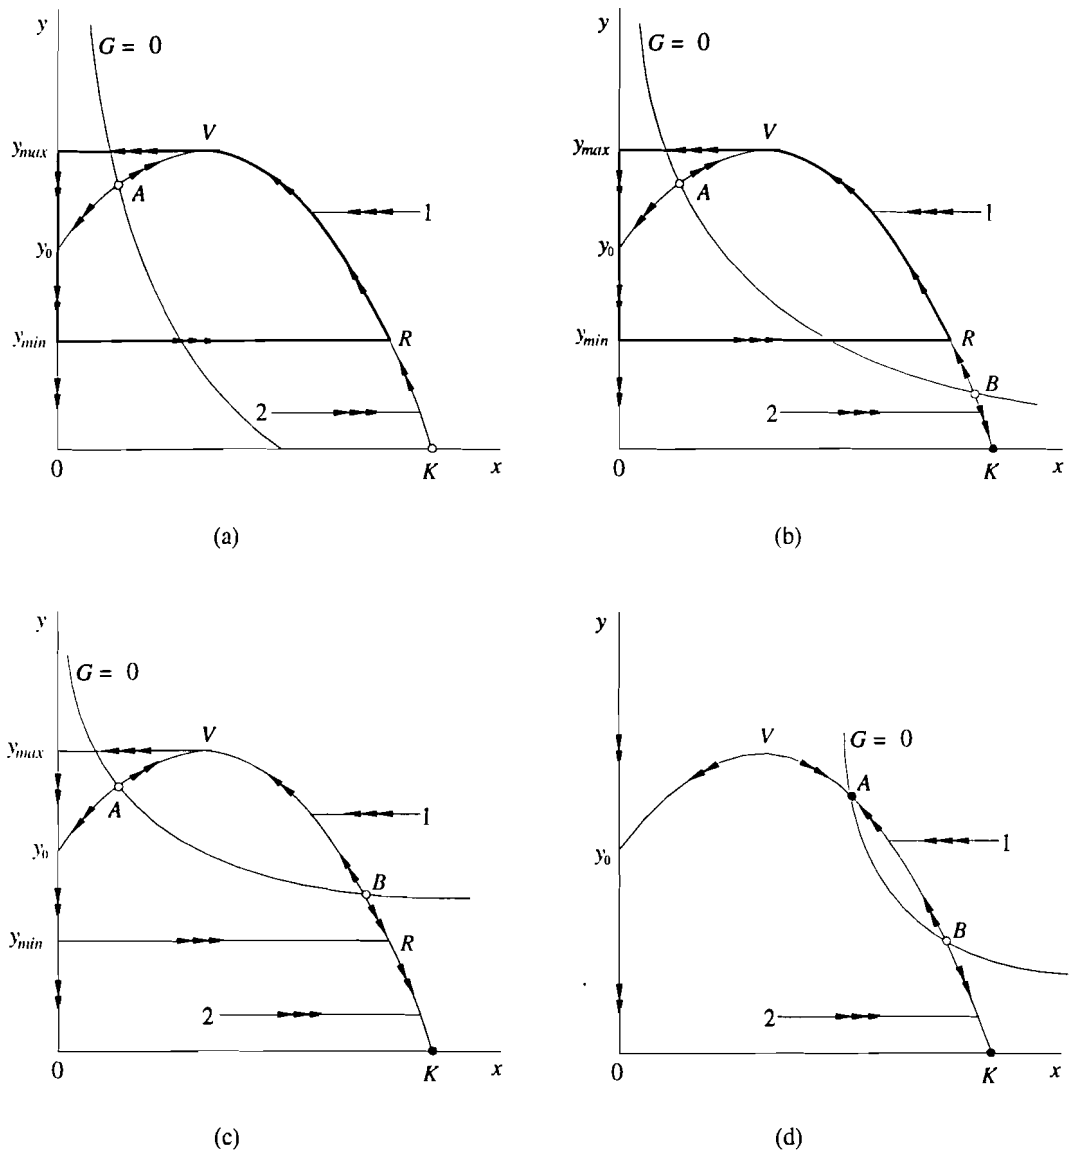 y
G = 0
V
y_max
A
1
y_0
y_min
R
2
0
K
x
(a)
y
G = 0
V
y_max
A
1
y_0
y_min
R
B
2
0
K
x
(b)
y
G = 0
V
y_max
A
1
y_0
B
y_min
R
2
0
K
x
(c)
y
V
G = 0
A
1
y_0
B
2
0
K
x
(d)